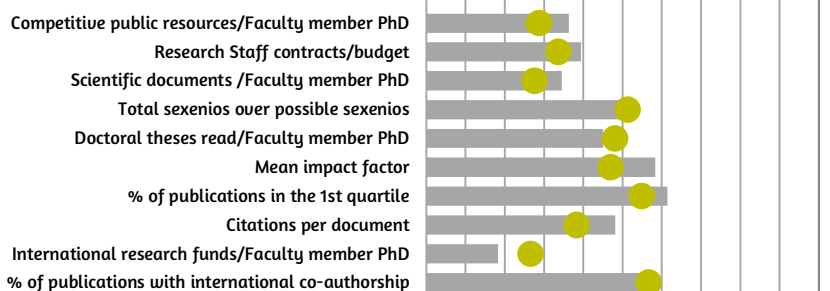 Competitive public resources/Faculty member PhD
Research Staff contracts/budget
Scientific documents /Faculty member PhD
Total sexenios over possible sexenios
Doctoral theses read/Faculty member PhD
Mean impact factor
% of publications in the 1st quartile
Citations per document
International research funds/Faculty member PhD
% of publications with international co-authorship